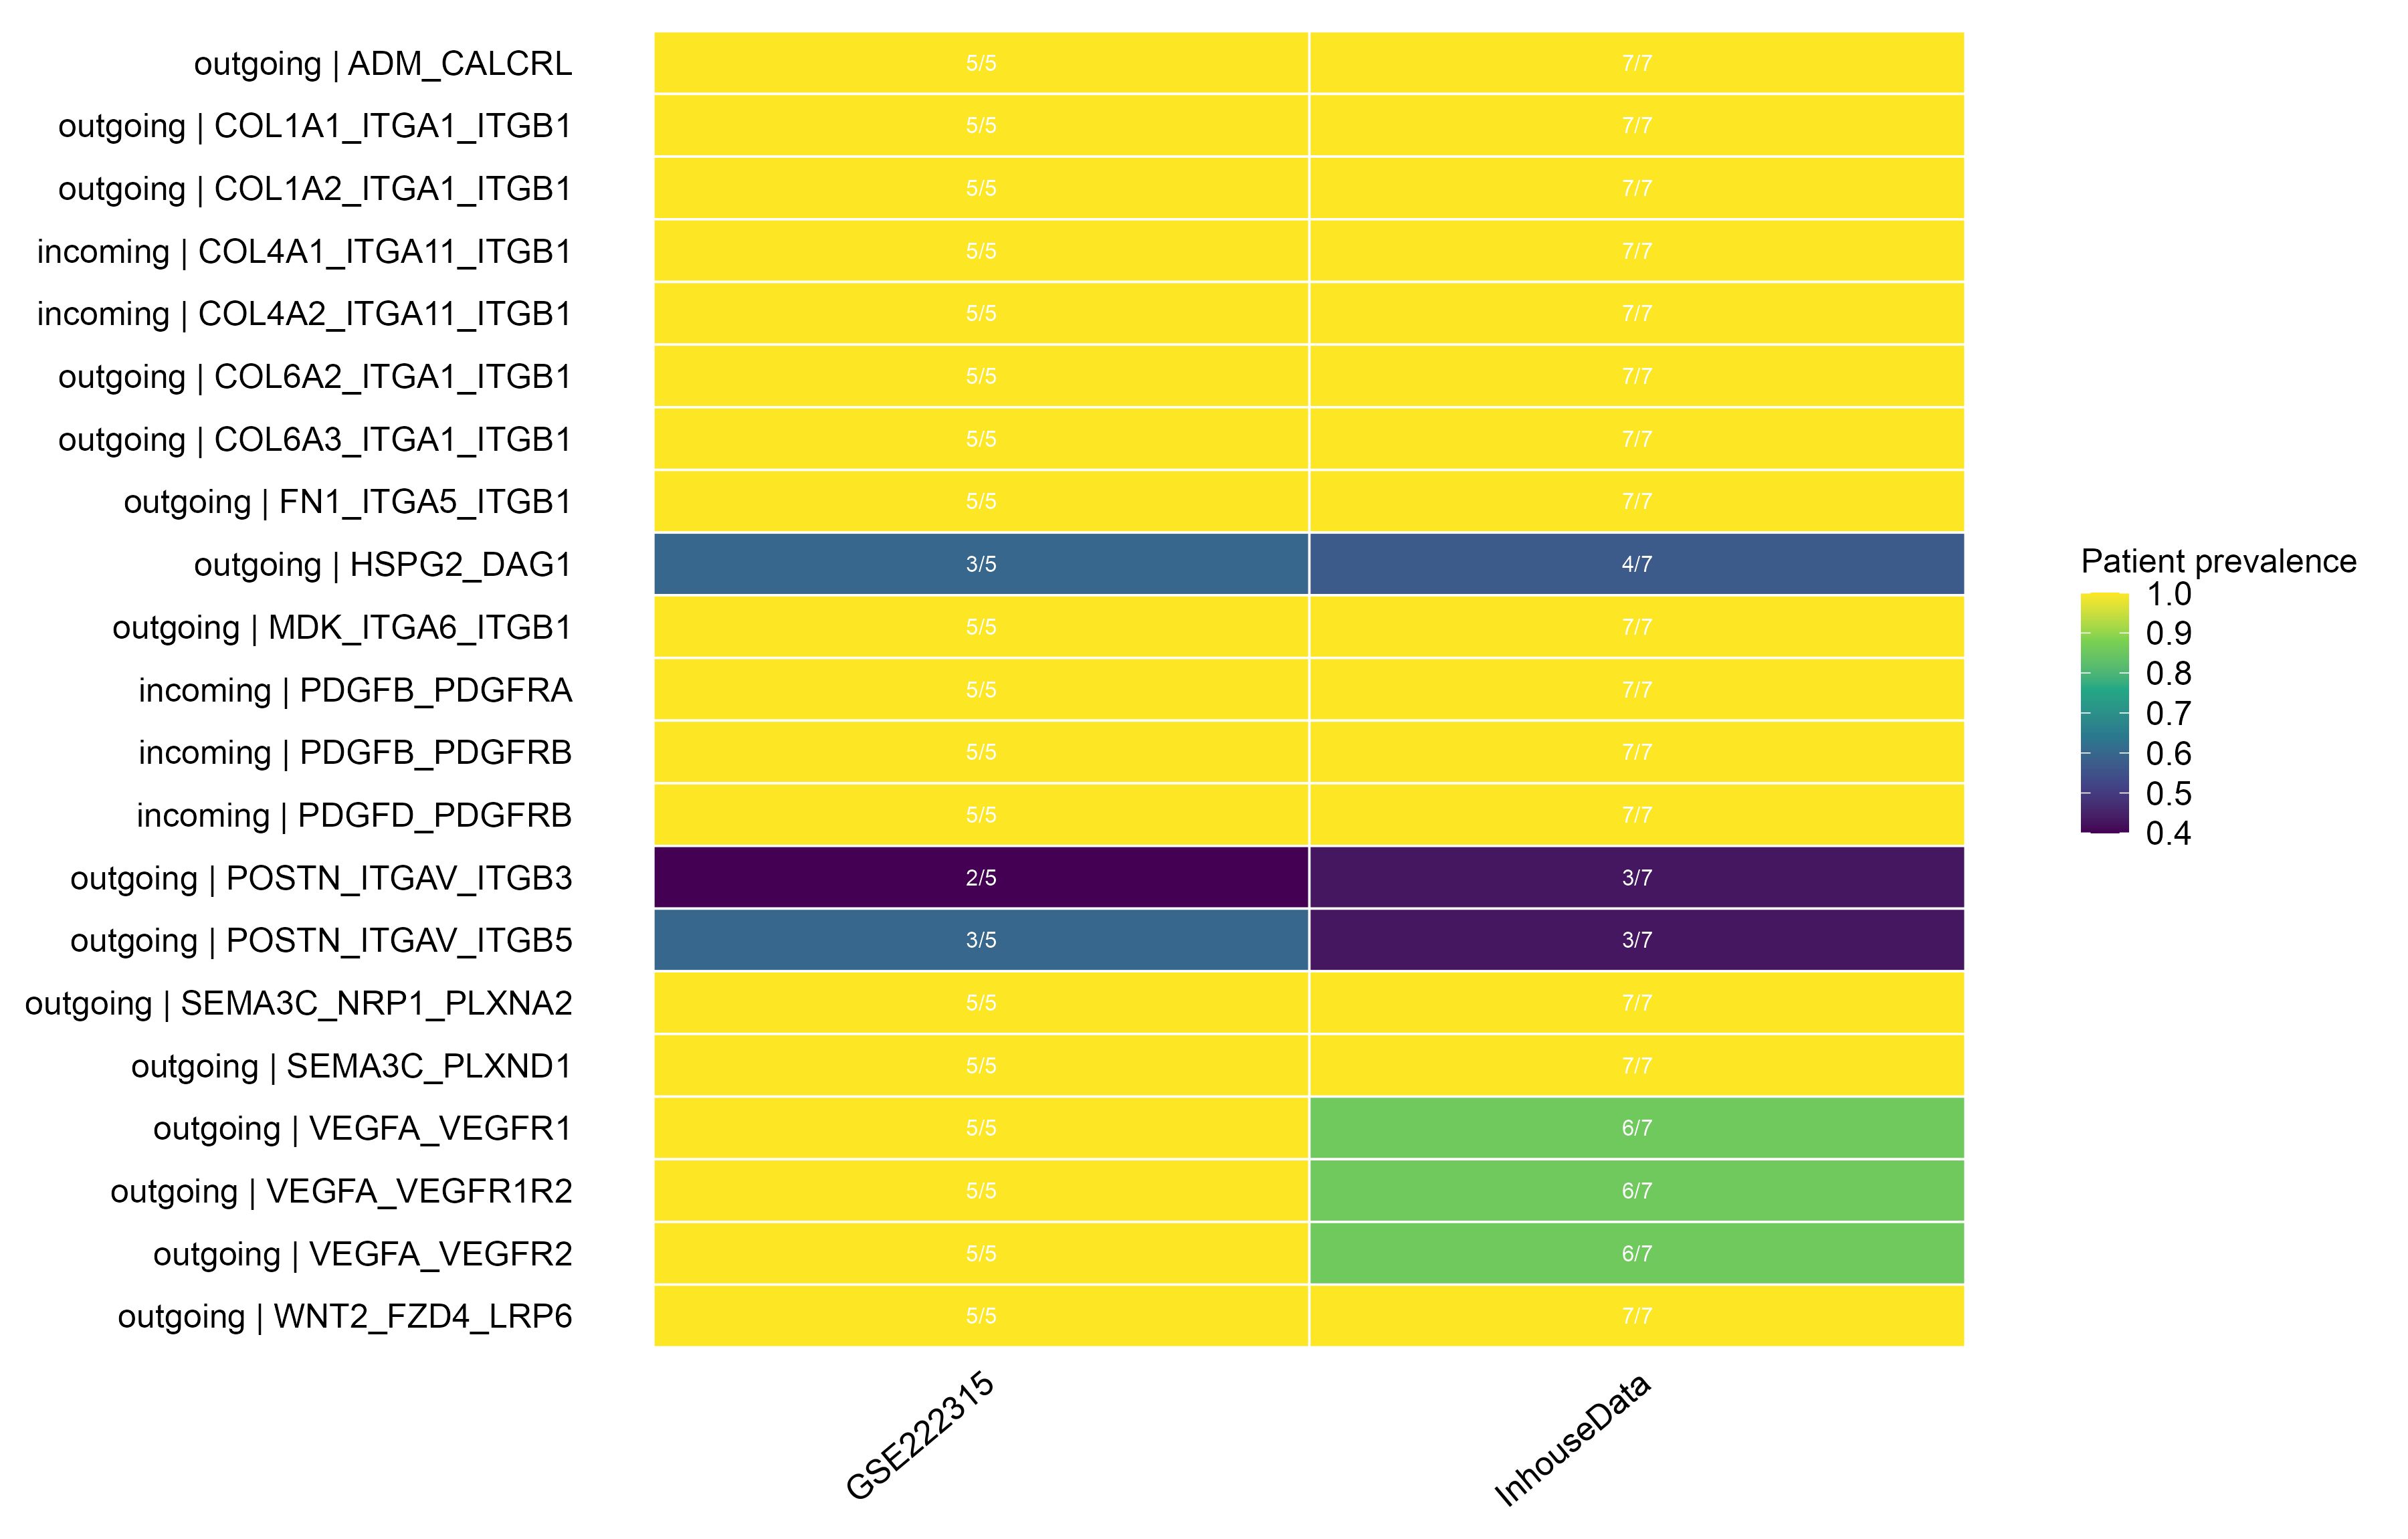 outgoing | ADM_CALCRL 5/5 7/7
outgoing | COL1A1_ITGA1_ITGB1 5/5 7/7
outgoing | COL1A2_ITGA1_ITGB1 5/5 7/7
incoming | COL4A1_ITGA11_ITGB1 5/5 7/7
incoming | COL4A2_ITGA11_ITGB1 5/5 7/7
outgoing | COL6A2_ITGA1_ITGB1 5/5 7/7
outgoing | COL6A3_ITGA1_ITGB1 5/5 7/7
outgoing | FN1_ITGA5_ITGB1 5/5 7/7
outgoing | HSPG2_DAG1 3/5 4/7
outgoing | MDK_ITGA6_ITGB1 5/5 7/7
incoming | PDGFB_PDGFRA 5/5 7/7
incoming | PDGFB_PDGFRB 5/5 7/7
incoming | PDGFD_PDGFRB 5/5 7/7
outgoing | POSTN_ITGAV_ITGB3 2/5 3/7
outgoing | POSTN_ITGAV_ITGB5 3/5 3/7
outgoing | SEMA3C_NRP1_PLXNA2 5/5 7/7
outgoing | SEMA3C_PLXND1 5/5 7/7
outgoing | VEGFA_VEGFR1 5/5 6/7
outgoing | VEGFA_VEGFR1R2 5/5 6/7
outgoing | VEGFA_VEGFR2 5/5 6/7
outgoing | WNT2_FZD4_LRP6 5/5 7/7
GSE222315 InhouseData
Patient prevalence
1.0
0.9
0.8
0.7
0.6
0.5
0.4